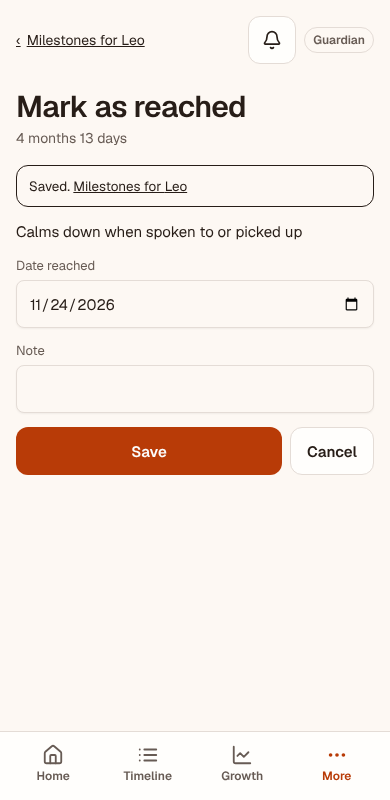 ‹ Milestones for Leo
Guardian
Mark as reached
4 months 13 days
Saved. Milestones for Leo
Calms down when spoken to or picked up
Date reached
11/24/2026
Note
Save
Cancel
Home
Timeline
Growth
More